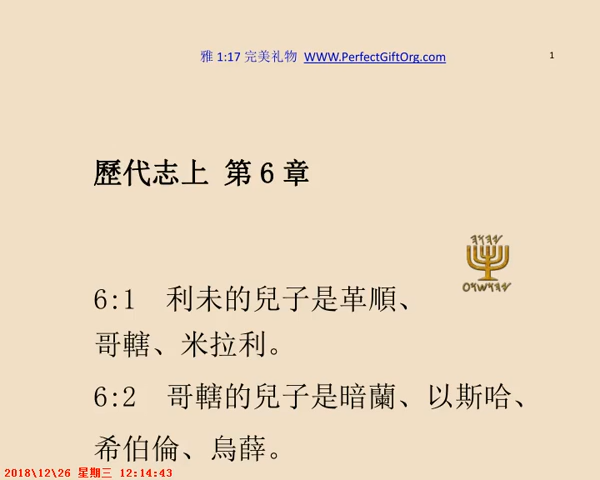 雅 1:17 完美礼物 WWW.PerfectGiftOrg.com
1
歷代志上 第 6 章
6:1 利未的兒子是革順、
哥轄、米拉利。
6:2 哥轄的兒子是暗蘭、以斯哈、
希伯倫、烏薛。
2018\12\26 星期三 12:14:43